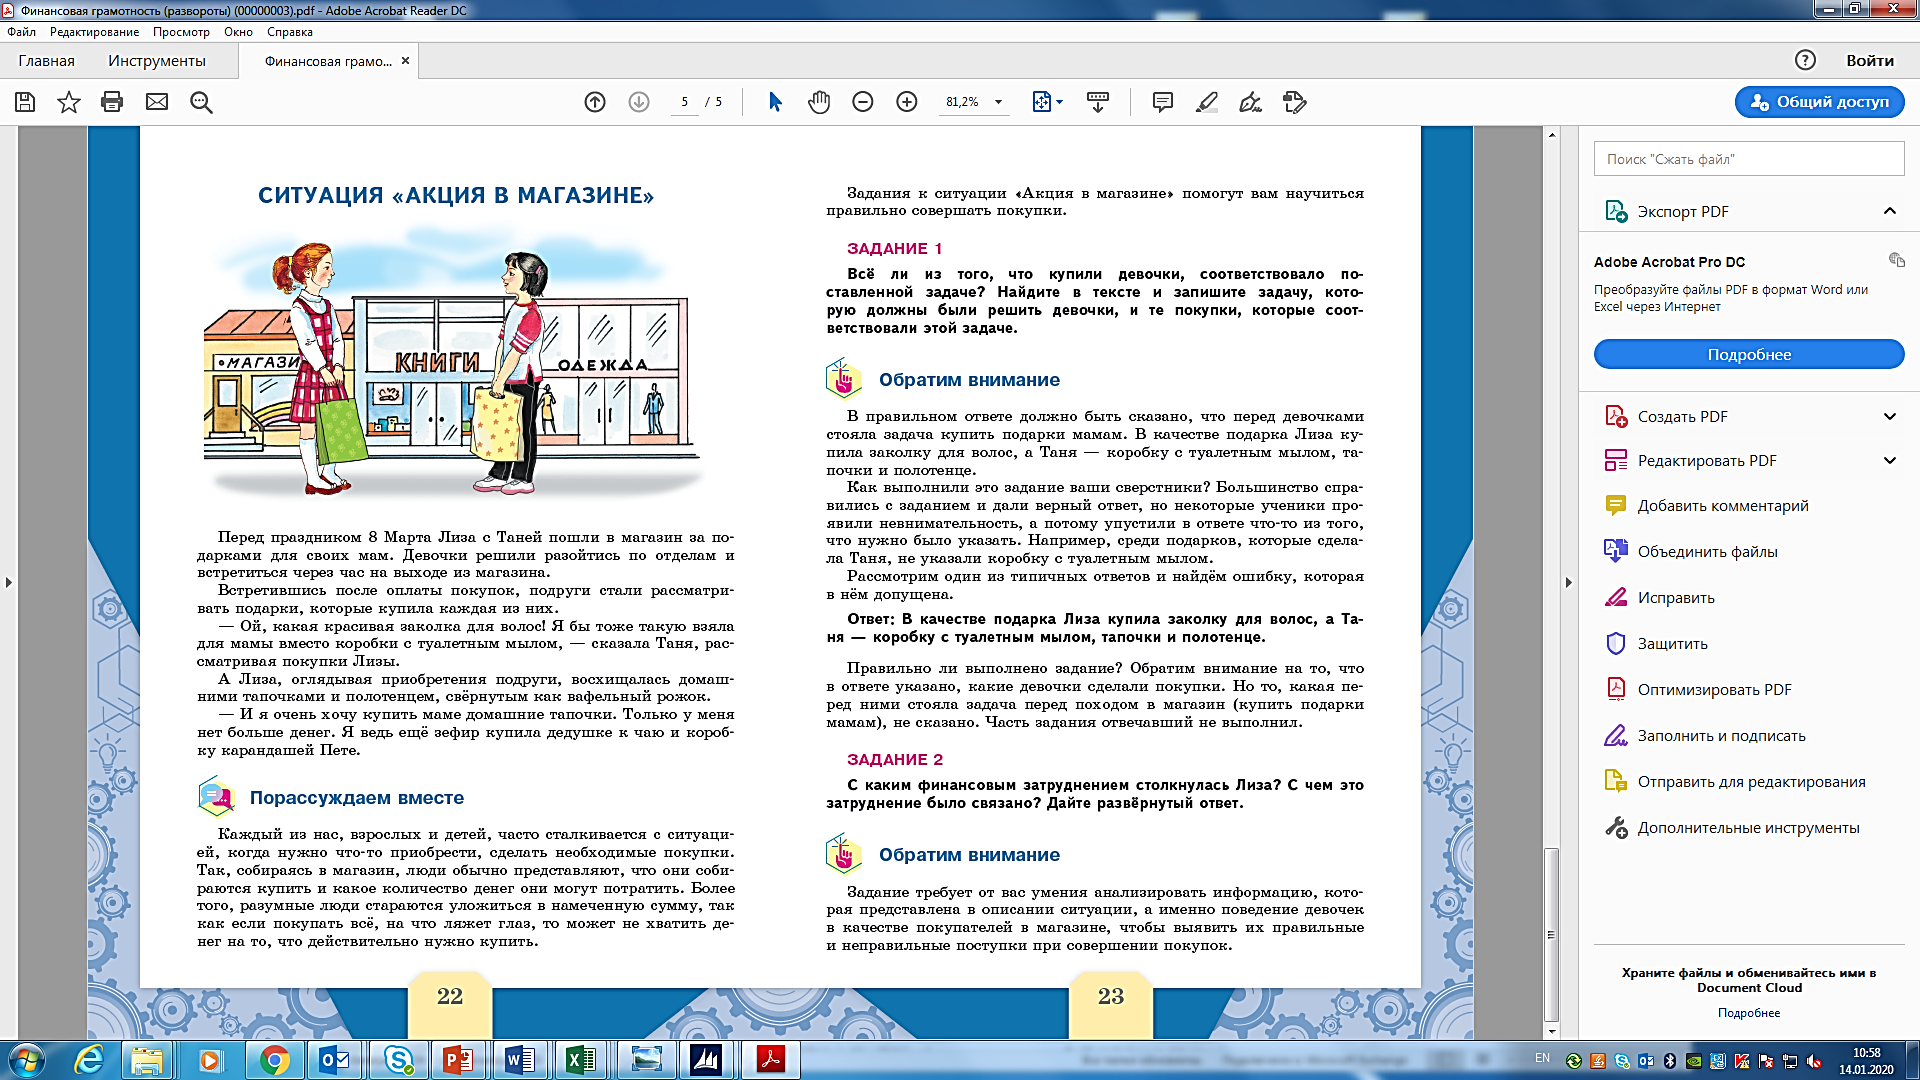 Финансовая грамотность (развороты) (00000003).pdf - Adobe Acrobat Reader DC
Файл Редактирование Просмотр Окно Справка
Главная Инструменты Финансовая грамо... ×
Войти
5 / 5
81,2%
Общий доступ
СИТУАЦИЯ «АКЦИЯ В МАГАЗИНЕ»
МАГАЗИ
КНИГИ
ОДЕЖДА
Перед праздником 8 Марта Лиза с Таней пошли в магазин за по-
дарками для своих мам. Девочки решили разойтись по отделам и
встретиться через час на выходе из магазина.
Встретившись после оплаты покупок, подруги стали рассматри-
вать подарки, которые купила каждая из них.
— Ой, какая красивая заколка для волос! Я бы тоже такую взяла
для мамы вместо коробки с туалетным мылом, — сказала Таня, рас-
сматривая покупки Лизы.
А Лиза, оглядывая приобретения подруги, восхищалась домаш-
ними тапочками и полотенцем, свёрнутым как вафельный рожок.
— И я очень хочу купить маме домашние тапочки. Только у меня
нет больше денег. Я ведь ещё зефир купила дедушке к чаю и короб-
ку карандашей Пете.
Порассуждаем вместе
Каждый из нас, взрослых и детей, часто сталкивается с ситуаци-
ей, когда нужно что-то приобрести, сделать необходимые покупки.
Так, собираясь в магазин, люди обычно представляют, что они соби-
раются купить и какое количество денег они могут потратить. Более
того, разумные люди стараются уложиться в намеченную сумму, так
как если покупать всё, на что ляжет глаз, то может не хватить де-
нег на то, что действительно нужно купить.
22
Задания к ситуации «Акция в магазине» помогут вам научиться
правильно совершать покупки.
ЗАДАНИЕ 1
Всё ли из того, что купили девочки, соответствовало по-
ставленной задаче? Найдите в тексте и запишите задачу, кото-
рую должны были решить девочки, и те покупки, которые соот-
ветствовали этой задаче.
Обратим внимание
В правильном ответе должно быть сказано, что перед девочками
стояла задача купить подарки мамам. В качестве подарка Лиза ку-
пила заколку для волос, а Таня — коробку с туалетным мылом, та-
почки и полотенце.
Как выполнили это задание ваши сверстники? Большинство спра-
вились с заданием и дали верный ответ, но некоторые ученики про-
явили невнимательность, а потому упустили в ответе что-то из того,
что нужно было указать. Например, среди подарков, которые сдела-
ла Таня, не указали коробку с туалетным мылом.
Рассмотрим один из типичных ответов и найдём ошибку, которая
в нём допущена.
Ответ: В качестве подарка Лиза купила заколку для волос, а Та-
ня — коробку с туалетным мылом, тапочки и полотенце.
Правильно ли выполнено задание? Обратим внимание на то, что
в ответе указано, какие девочки сделали покупки. Но то, какая пе-
ред ними стояла задача перед походом в магазин (купить подарки
мамам), не сказано. Часть задания отвечавший не выполнил.
ЗАДАНИЕ 2
С каким финансовым затруднением столкнулась Лиза? С чем это
затруднение было связано? Дайте развёрнутый ответ.
Обратим внимание
Задание требует от вас умения анализировать информацию, кото-
рая представлена в описании ситуации, а именно поведение девочек
в качестве покупателей в магазине, чтобы выявить их правильные
и неправильные поступки при совершении покупок.
23
Поиск "Сжать файл"
Экспорт PDF
Adobe Acrobat Pro DC
Преобразуйте файлы PDF в формат Word или
Excel через Интернет
Подробнее
Создать PDF
Редактировать PDF
Добавить комментарий
Объединить файлы
Исправить
Защитить
Оптимизировать PDF
Заполнить и подписать
Отправить для редактирования
Дополнительные инструменты
Храните файлы и обменивайтесь ими в
Document Cloud
Подробнее
EN
10:58
14.01.2020